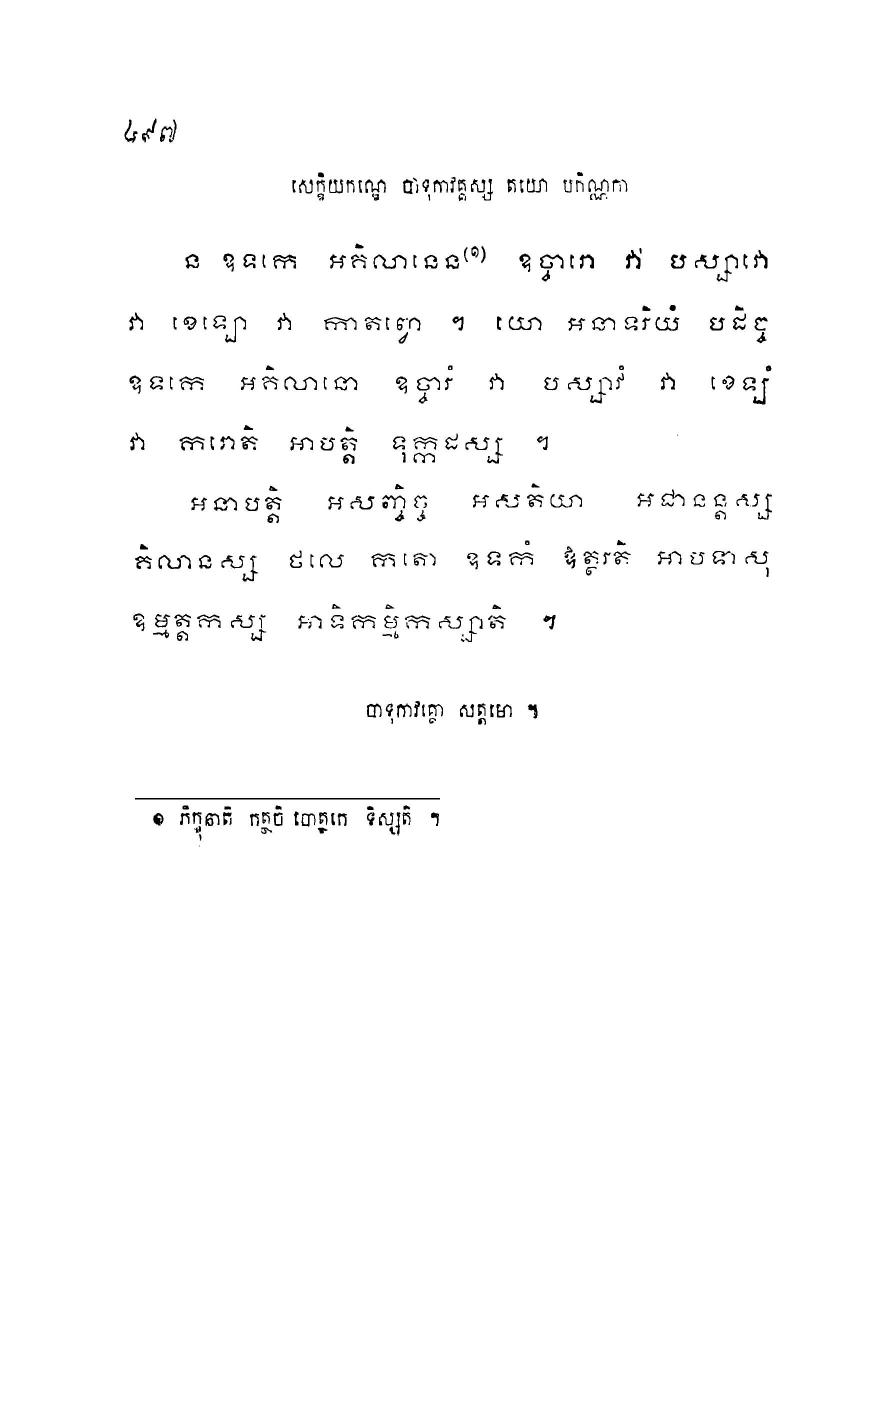 ៤៩៧
សេក្ខិយកណ្ឌេ បាទុកាវគ្គស្ស តយោ បកិណ្ណកា
ន ឧទកេ អគិលានេន(១) ឧច្ចារោ វា បស្សាវោ
វា ខេឡោ វា កាតព្វោ ។ យោ អនាទរិយំ បដិច្ច
ឧទកេ អគិលានោ ឧច្ចារំ វា បស្សាវំ វា ខេឡំ
វា ករោតិ អាបត្តិ ទុក្កដស្ស ។
អនាបត្តិ អសញ្ចិច្ច អសតិយា អជានន្តស្ស
គិលានស្ស ថលេ កតោ ឧទកំ ឱត្ថរតិ អាបទាសុ
ឧម្មត្តកស្ស អាទិកម្មិកស្សាតិ ។
បាទុកាវគ្គោ សត្តមោ ។
១ ភិក្ខុនាតិ កត្ថចិ បោត្ថកេ ទិស្សតិ ។